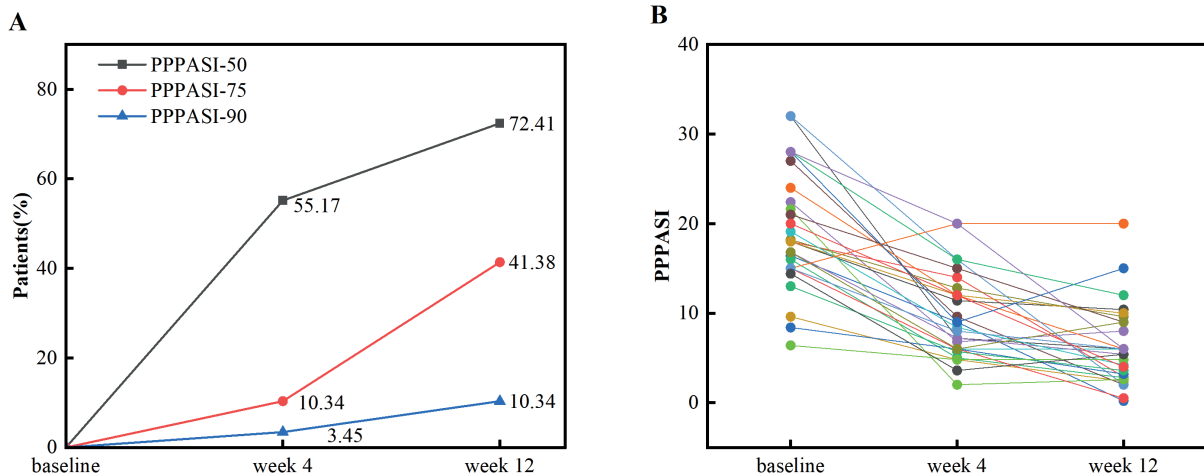 A
PPPASI-50
PPPASI-75
PPPASI-90
Patients(%)
80
60
40
20
0
72.41
55.17
41.38
10.34
3.45
10.34
baseline
week 4
week 12
B
PPPASI
40
30
20
10
0
baseline
week 4
week 12